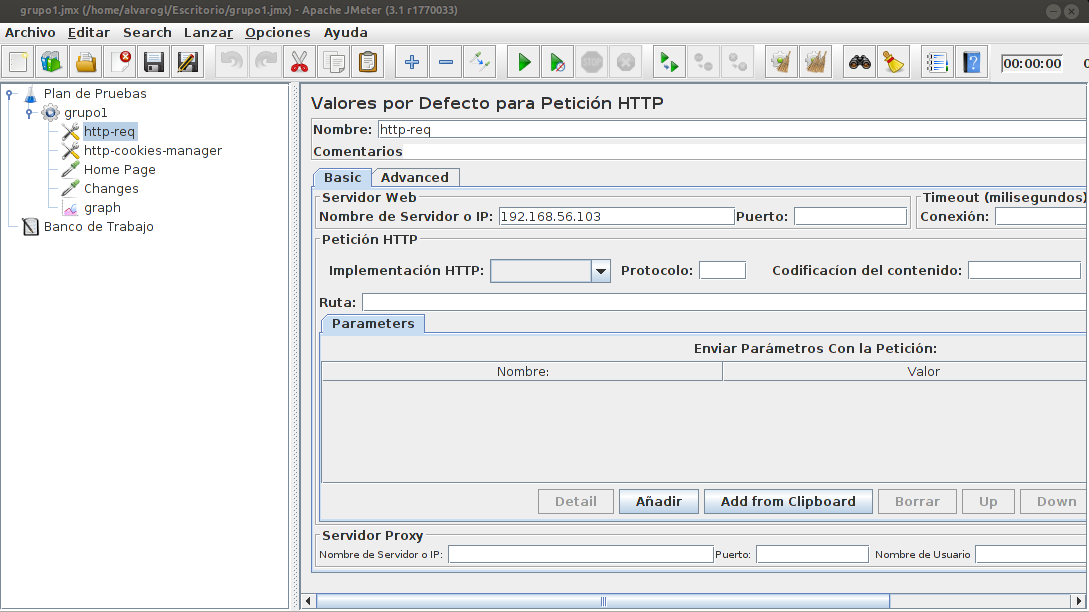 grupo1.jmx (/home/alvarogl/Escritorio/grupo1.jmx) - Apache JMeter (3.1 r1770033)
Archivo Editar Search Lanzar Opciones Ayuda
STOP
00:00:00
Plan de Pruebas
grupo1
http-req
http-cookies-manager
Home Page
Changes
graph
Banco de Trabajo
Valores por Defecto para Petición HTTP
Nombre: http-req
Comentarios
Basic Advanced
Servidor Web Timeout (milisegundos)
Nombre de Servidor o IP: 192.168.56.103 Puerto: Conexión:
Petición HTTP
Implementación HTTP: Protocolo: Codificacíon del contenido:
Ruta:
Parameters
Enviar Parámetros Con la Petición:
Nombre: Valor
Detail Añadir Add from Clipboard Borrar Up Down
Servidor Proxy
Nombre de Servidor o IP: Puerto: Nombre de Usuario